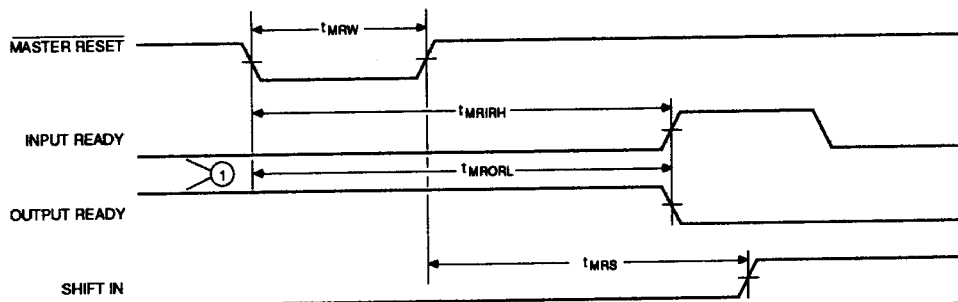 tMRW
MASTER RESET
tMRIRH
INPUT READY
1
tMRORL
OUTPUT READY
tMRS
SHIFT IN